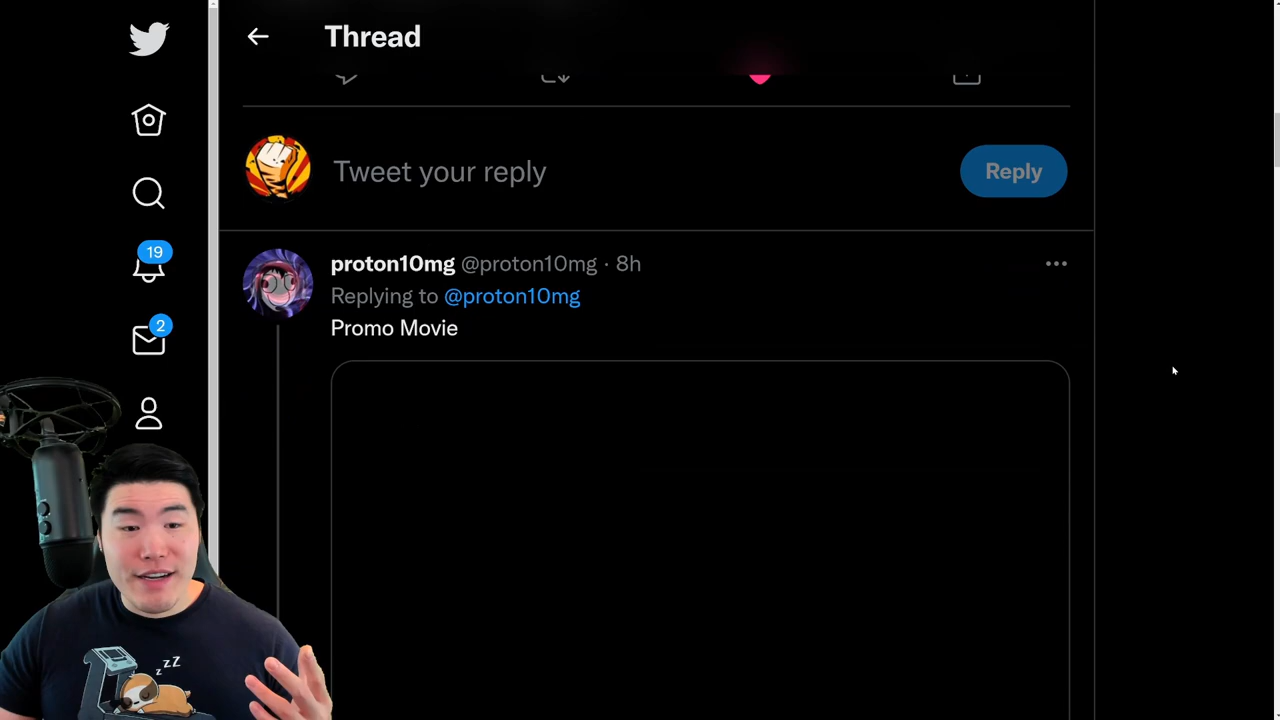 Thread
Tweet your reply
Reply
19
proton10mg @proton10mg · 8h
Replying to @proton10mg
Promo Movie
2
z z Z